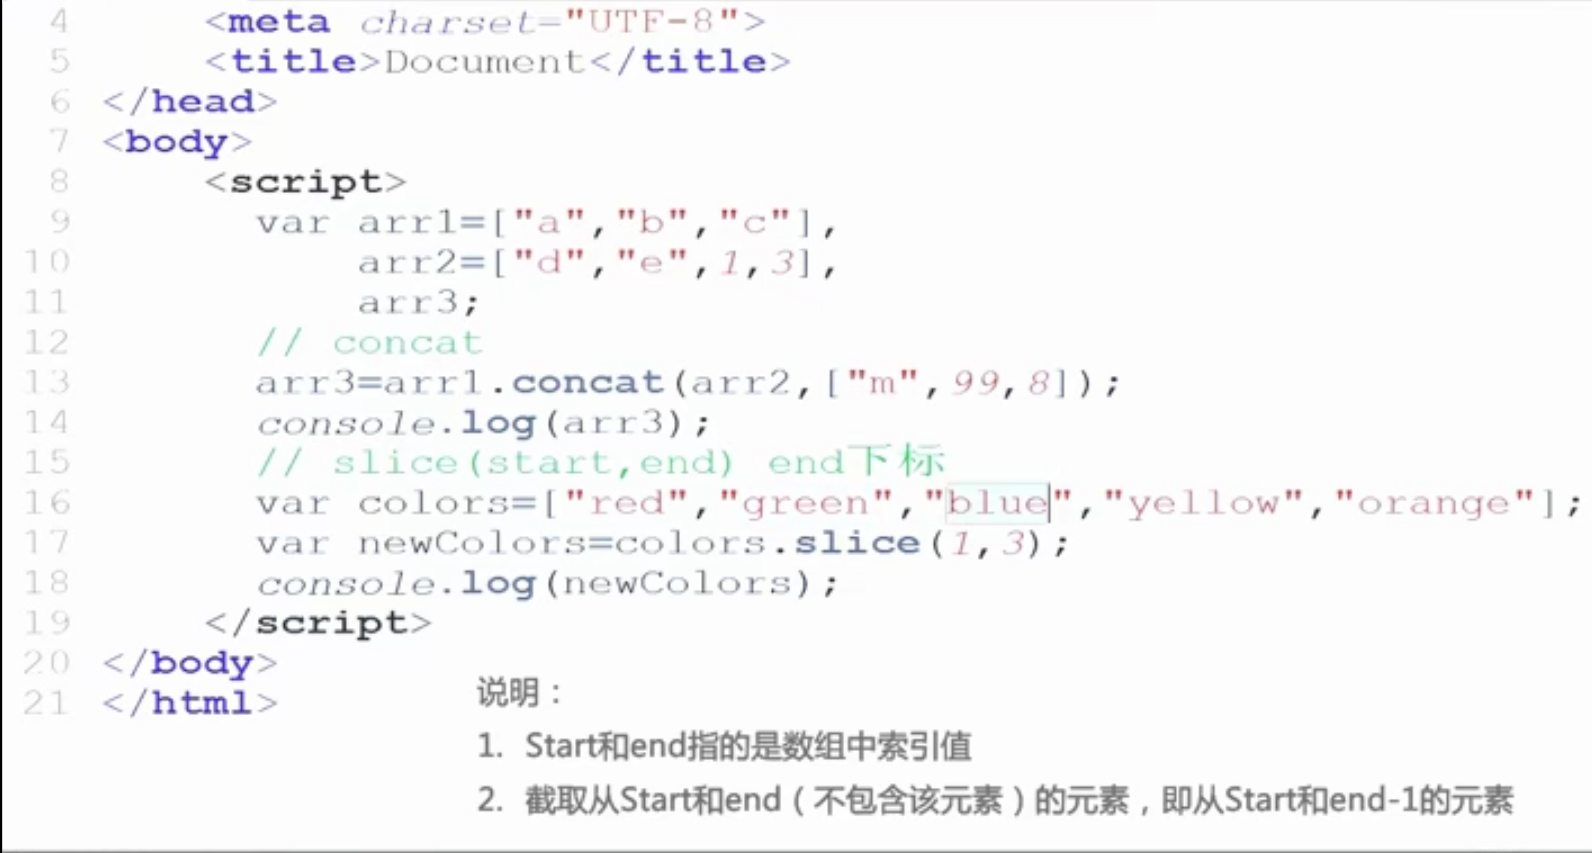 4 <meta charset="UTF-8">
5 <title>Document</title>
6 </head>
7 <body>
8 <script>
9 var arr1=["a","b","c"],
10 arr2=["d","e",1,3],
11 arr3;
12 // concat
13 arr3=arr1.concat(arr2,["m",99,8]);
14 console.log(arr3);
15 // slice(start,end) end下标
16 var colors=["red","green","blue","yellow","orange"];
17 var newColors=colors.slice(1,3);
18 console.log(newColors);
19 </script>
20 </body>
21 </html>
说明：
1. Start和end指的是数组中索引值
2. 截取从Start和end（不包含该元素）的元素，即从Start和end-1的元素